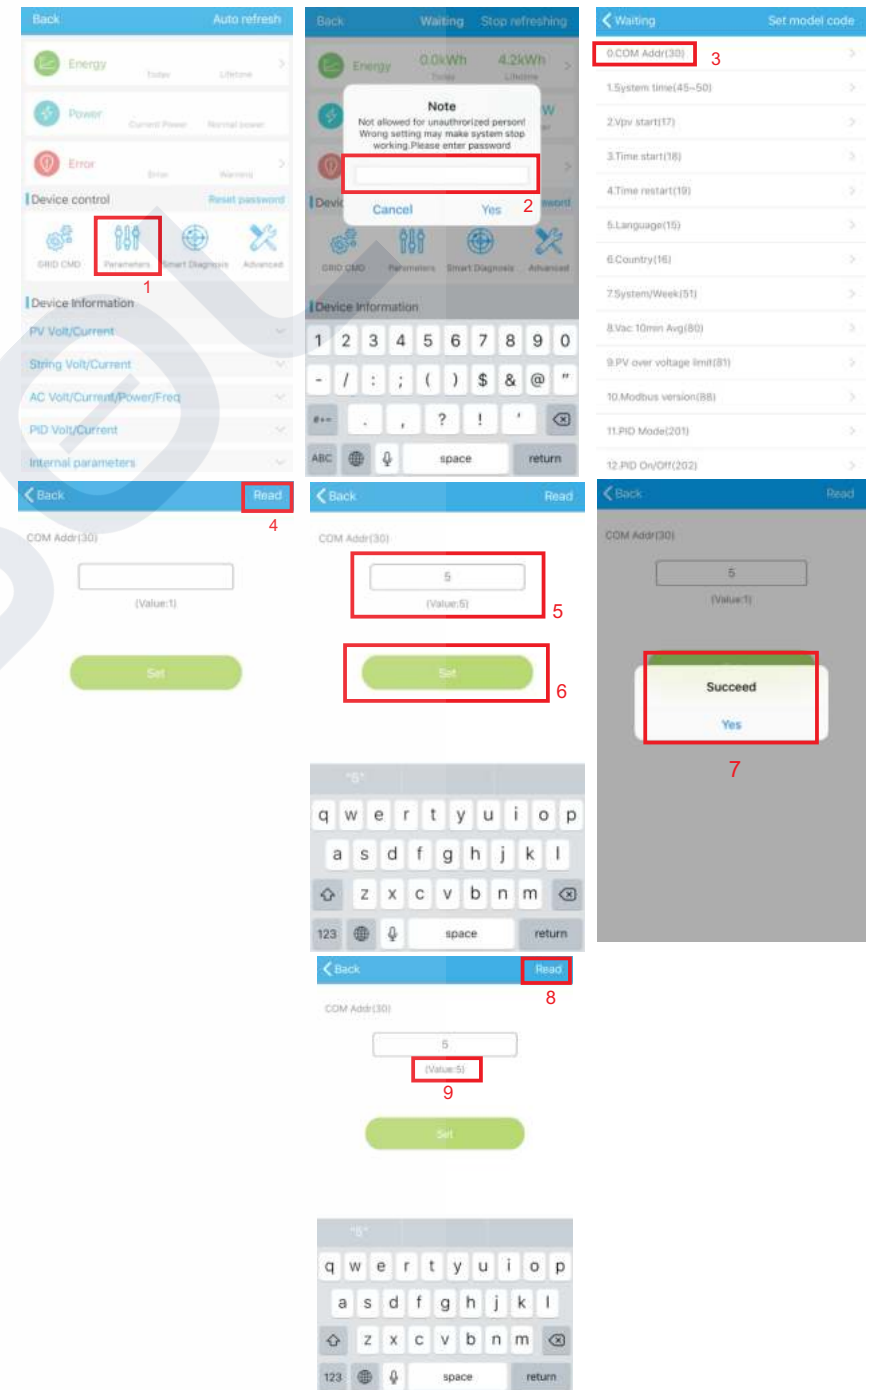 Back Auto refresh
Energy
Today Lifetime
Power
Current Power Normal power
Error
Error Warning
Device control Reset password
GRID CMD Parameters Smart Diagnosis Advanced
1
Device Information
PV Volt/Current
String Volt/Current
AC Volt/Current/Power/Freq
PID Volt/Current
Internal parameters
Back Waiting Stop refreshing
Energy 0.0kWh 4.2kWh
Today Lifetime
W
Note
Not allowed for unauthrorized person!
Wrong setting may make system stop
working.Please enter password
Cancel Yes
2
Devic sword
GRID CMD Parameters Smart Diagnosis Advanced
Device Information
1 2 3 4 5 6 7 8 9 0
- / : ; ( ) $ & @ "
#+= . , ? ! '
ABC space return
Waiting Set model code
0.COM Addr(30)
3
1.System time(45~50)
2.Vpv start(17)
3.Time start(18)
4.Time restart(19)
5.Language(15)
6.Country(16)
7.System/Week(51)
8.Vac 10min Avg(80)
9.PV over voltage limit(81)
10.Modbus version(88)
11.PID Mode(201)
12.PID On/Off(202)
Back Read
4
COM Addr(30)
(Value:1)
Set
Back Read
COM Addr(30)
5
(Value:5)
5
Set
6
"5"
q w e r t y u i o p
a s d f g h j k l
z x c v b n m
123 space return
Back Read
COM Addr(30)
5
(Value:1)
Succeed
Yes
7
Back Read
8
COM Addr(30)
5
(Value:5)
9
Set
"5"
q w e r t y u i o p
a s d f g h j k l
z x c v b n m
123 space return